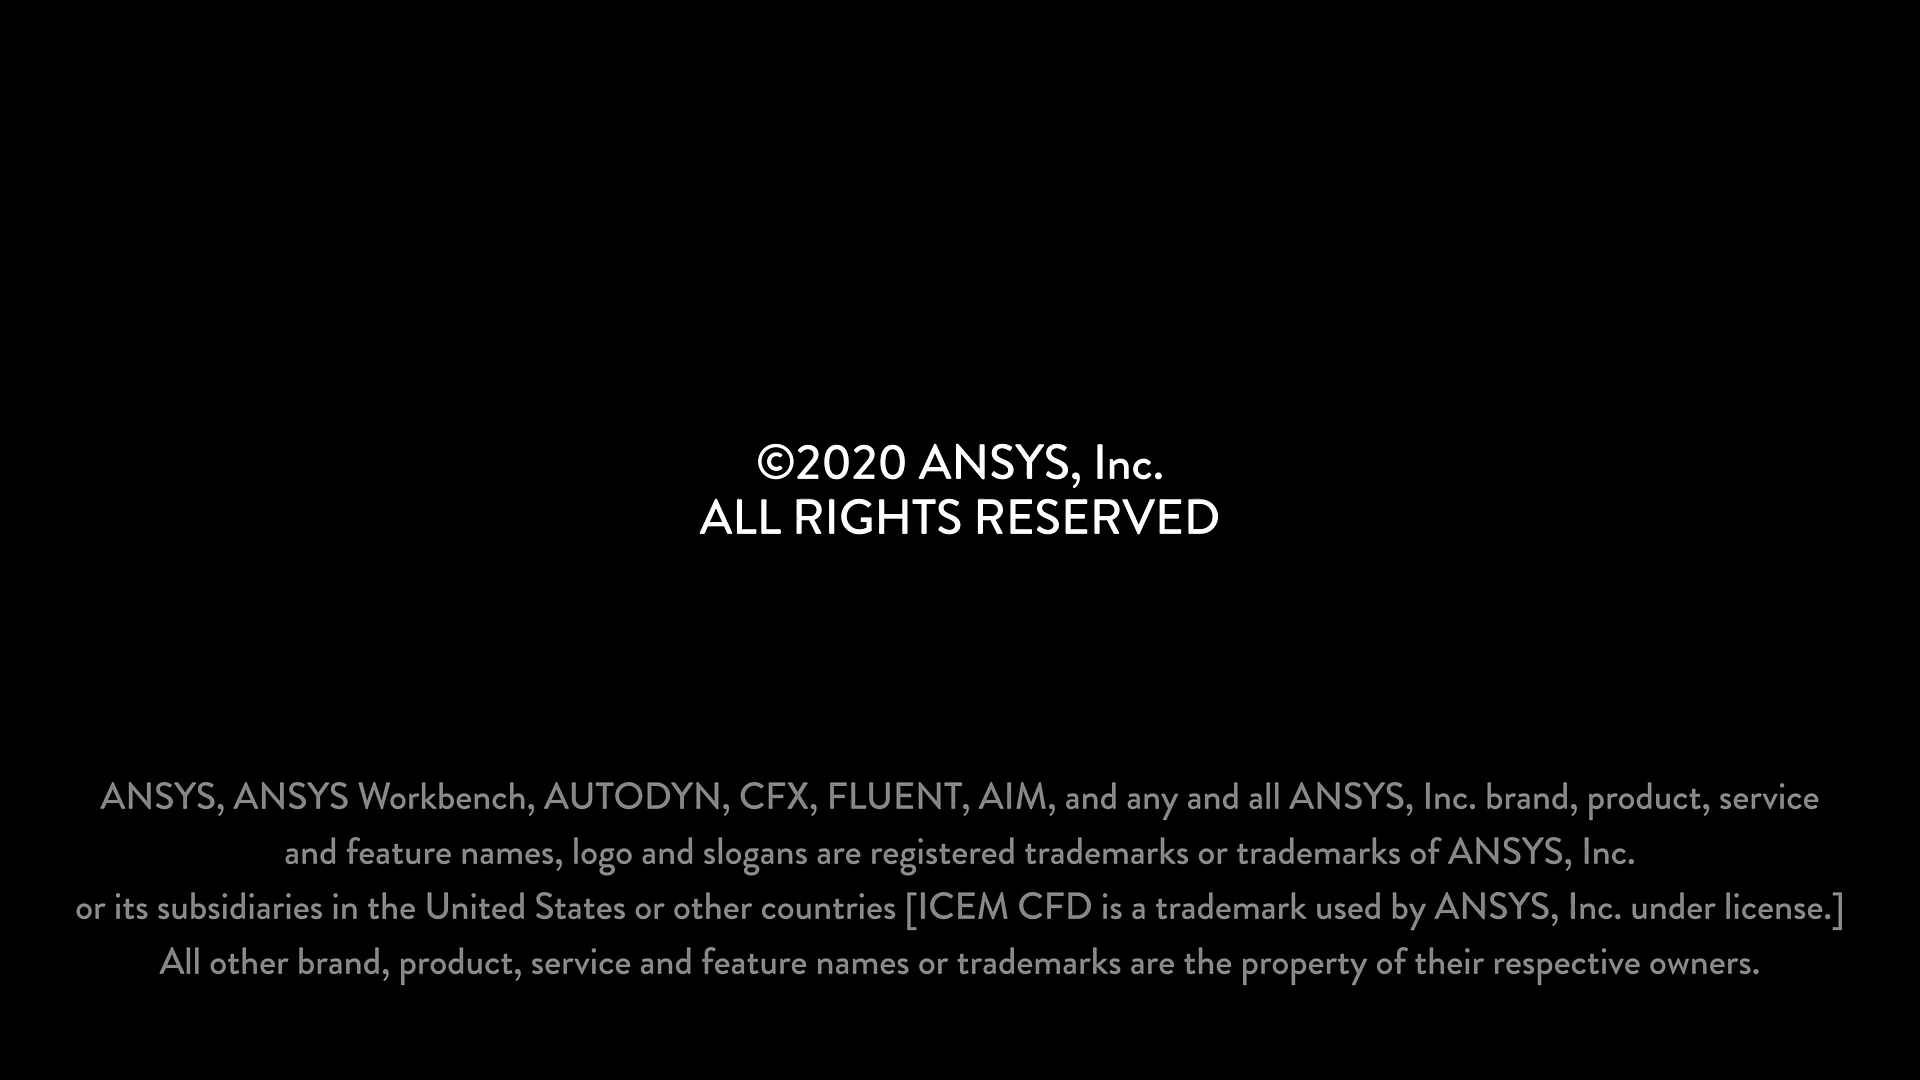 ©2020 ANSYS, Inc.
ALL RIGHTS RESERVED
ANSYS, ANSYS Workbench, AUTODYN, CFX, FLUENT, AIM, and any and all ANSYS, Inc. brand, product, service
and feature names, logo and slogans are registered trademarks or trademarks of ANSYS, Inc.
or its subsidiaries in the United States or other countries [ICEM CFD is a trademark used by ANSYS, Inc. under license.]
All other brand, product, service and feature names or trademarks are the property of their respective owners.